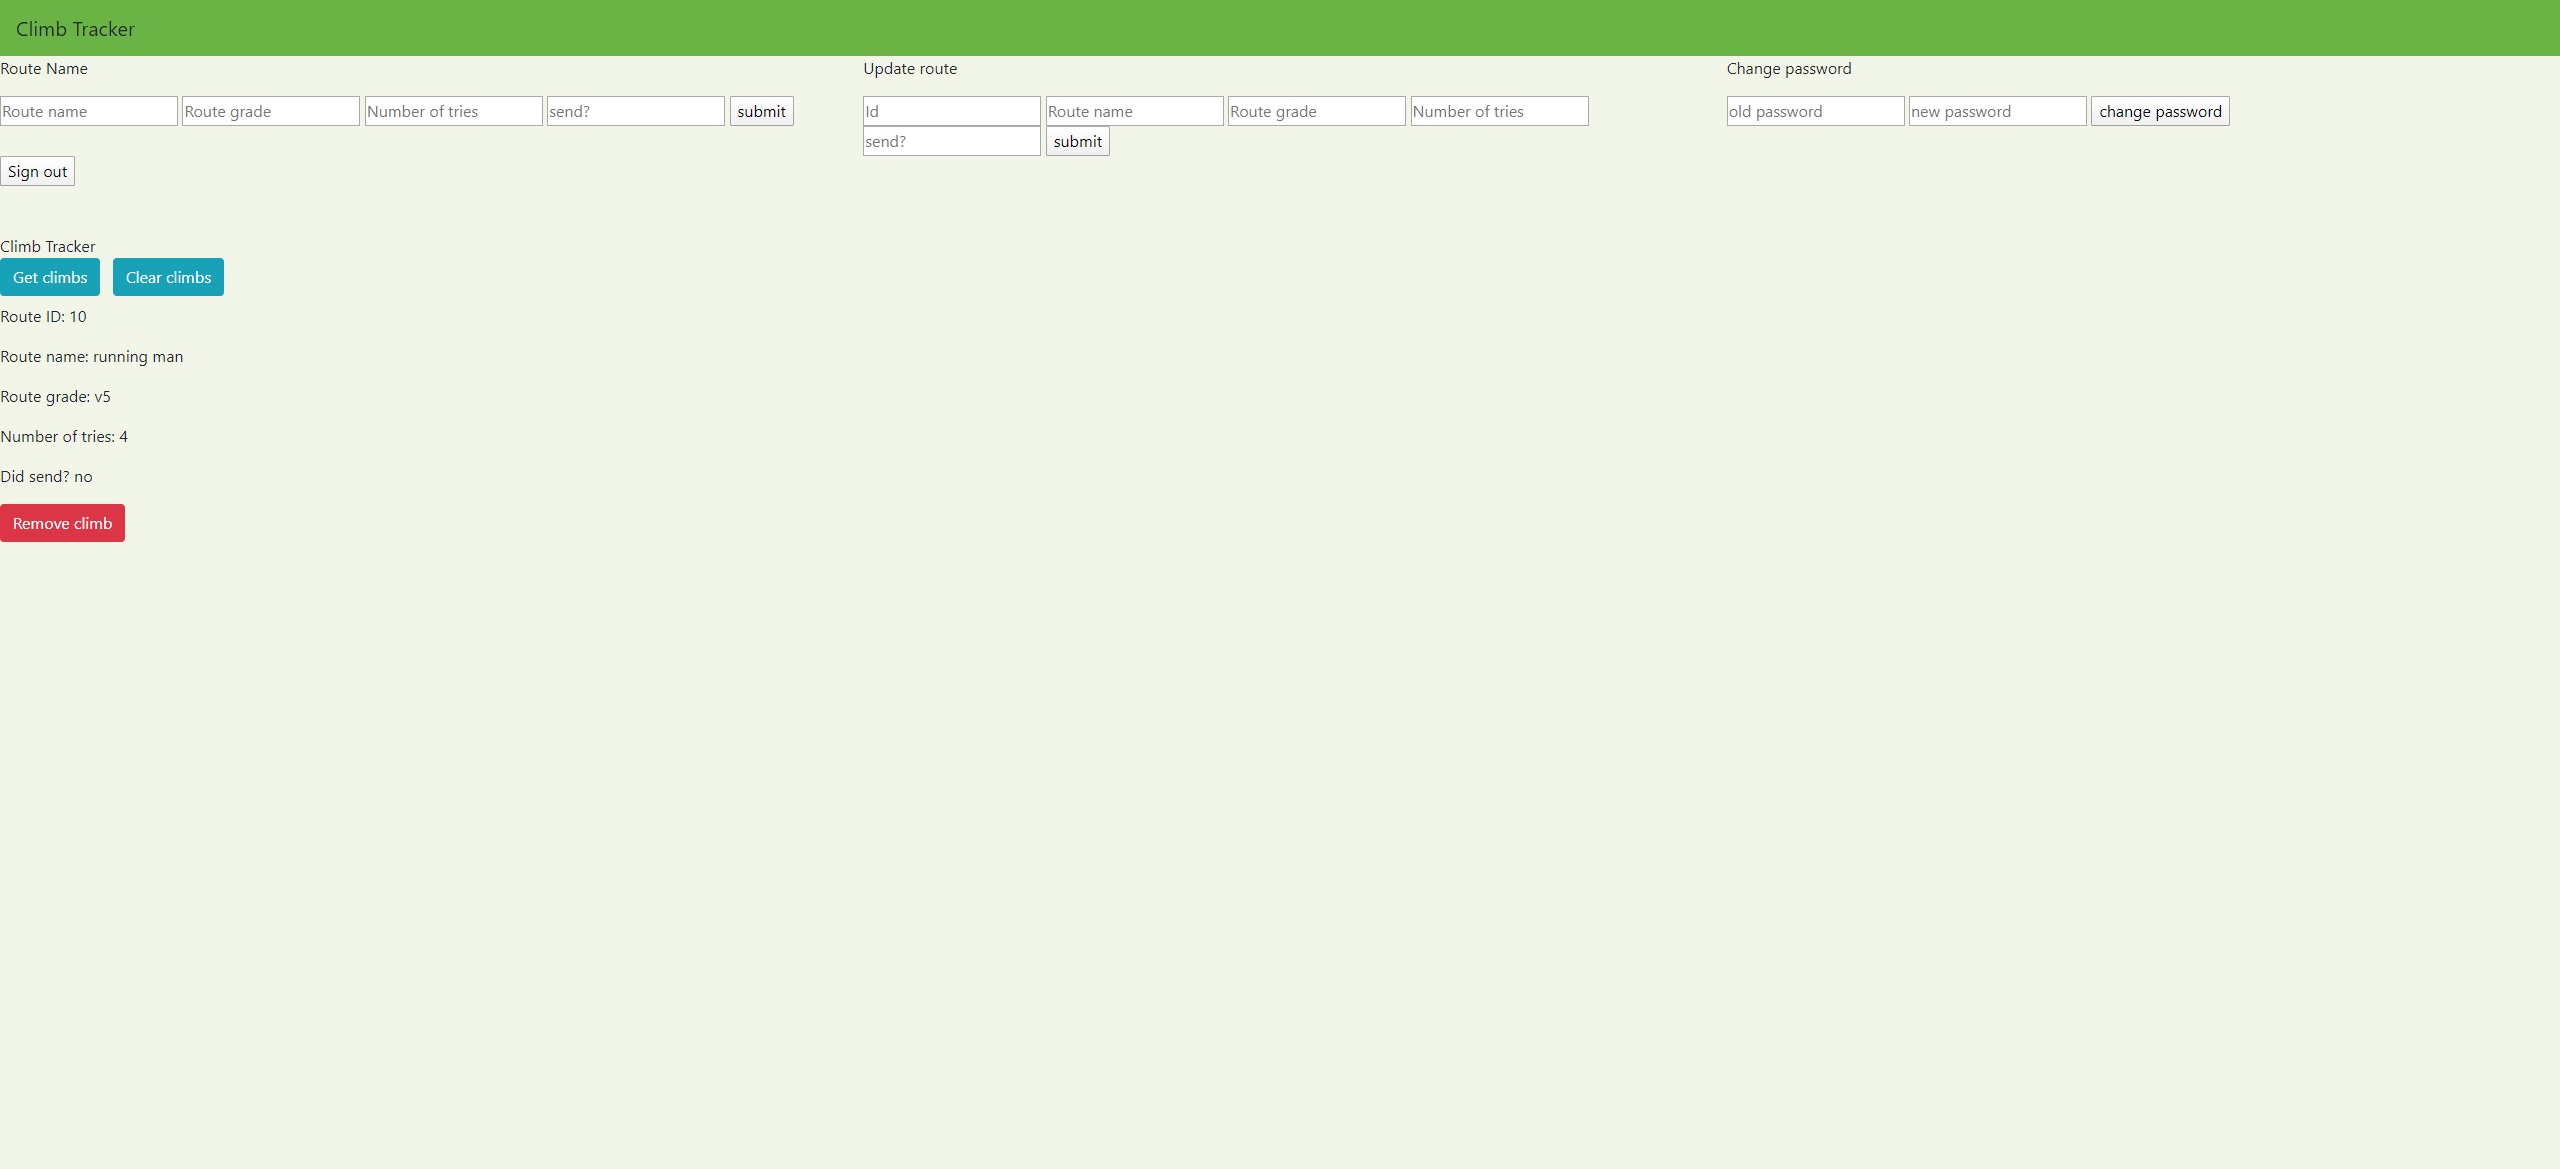 Climb Tracker
Route Name
Route name Route grade Number of tries send? submit
Sign out
Update route
Id Route name Route grade Number of tries
send? submit
Change password
old password new password change password
Climb Tracker
Get climbs Clear climbs
Route ID: 10
Route name: running man
Route grade: v5
Number of tries: 4
Did send? no
Remove climb